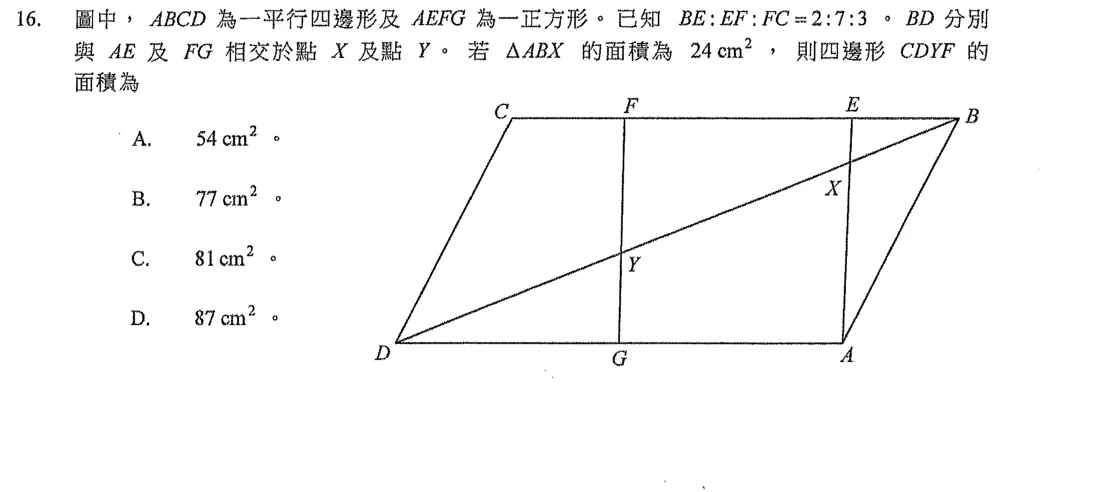 16. 圖中，ABCD 為一平行四邊形及 AEFG 為一正方形。已知 BE : EF : FC = 2 : 7 : 3 。BD 分別
與 AE 及 FG 相交於點 X 及點 Y。若 ΔABX 的面積為 24 cm²，則四邊形 CDYF 的
面積為
A. 54 cm² 。
B. 77 cm² 。
C. 81 cm² 。
D. 87 cm² 。
C F E B
X
Y
D G A